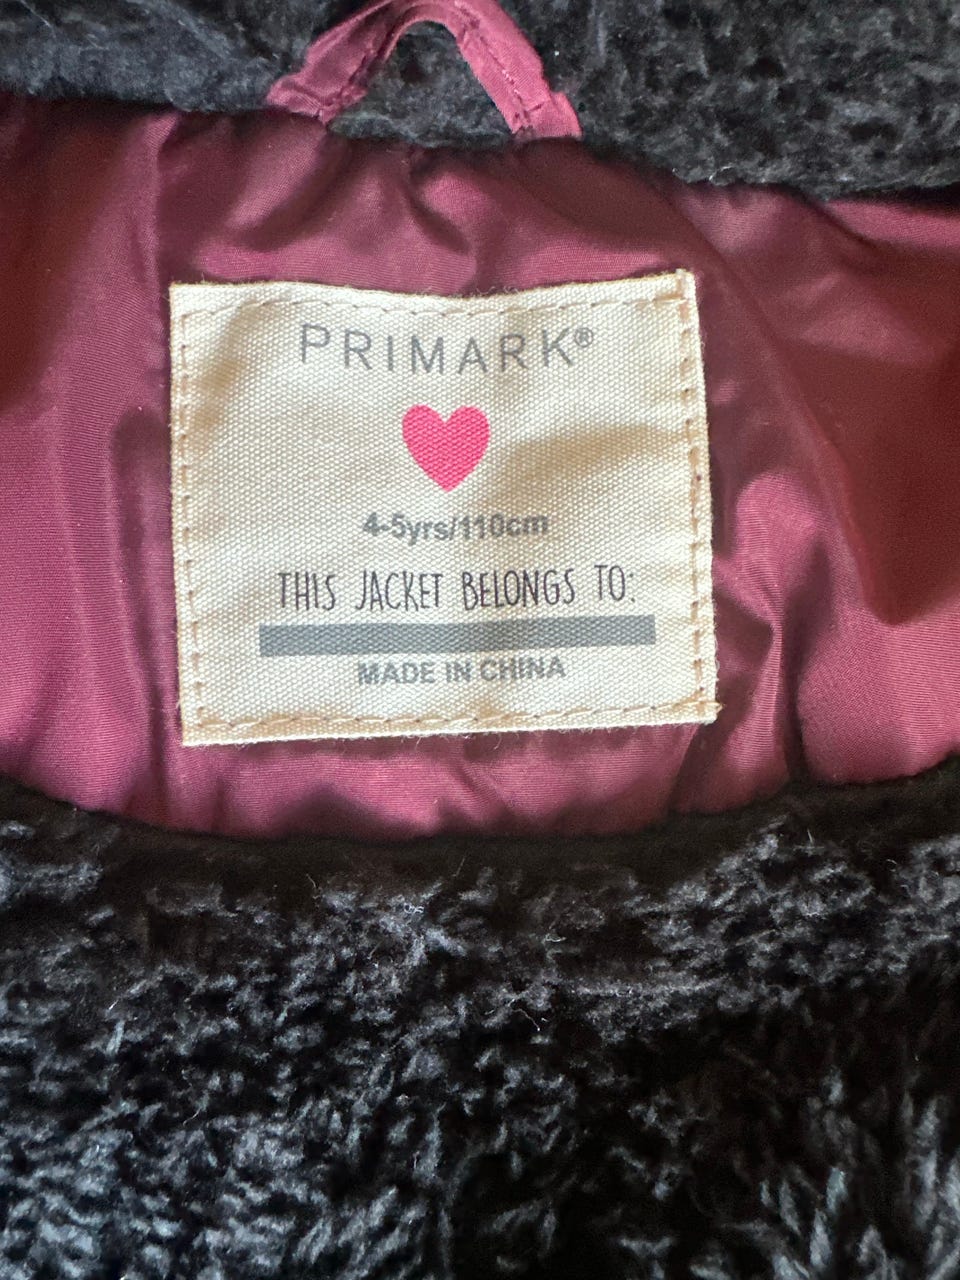 PRIMARK®
4-5yrs/110cm
THIS JACKET BELONGS TO:
MADE IN CHINA